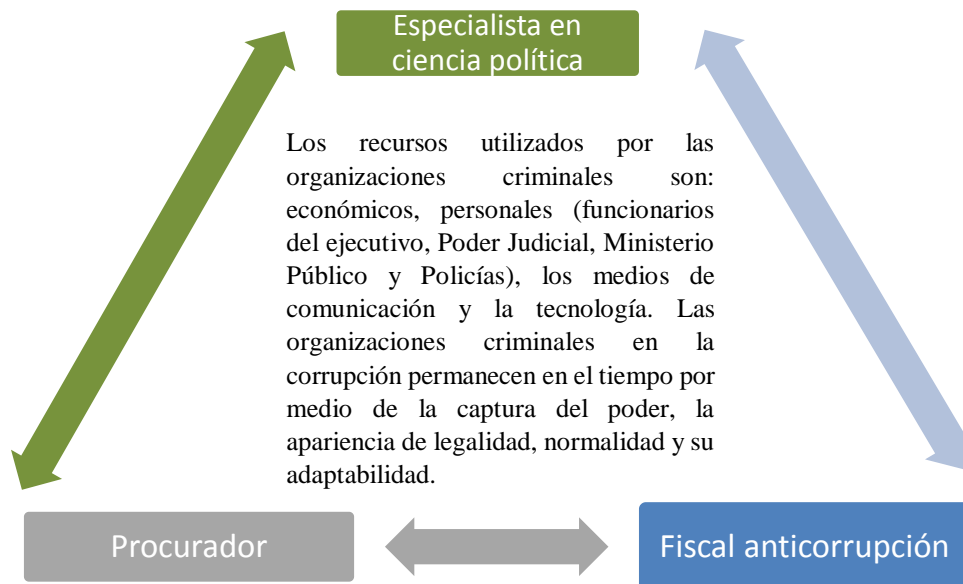 Especialista en
ciencia política
Los recursos utilizados por las
organizaciones criminales son:
económicos, personales (funcionarios
del ejecutivo, Poder Judicial, Ministerio
Público y Policías), los medios de
comunicación y la tecnología. Las
organizaciones criminales en la
corrupción permanecen en el tiempo por
medio de la captura del poder, la
apariencia de legalidad, normalidad y su
adaptabilidad.
Procurador
Fiscal anticorrupción